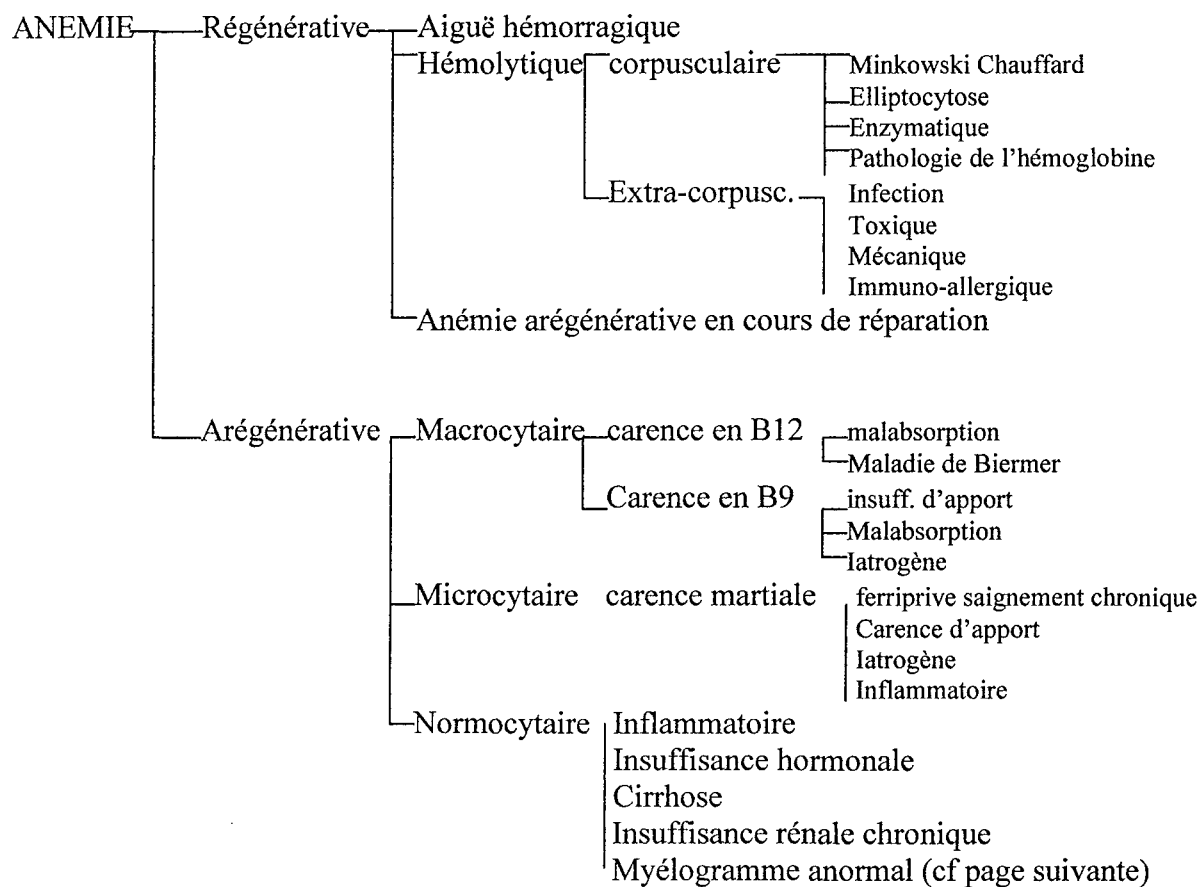 ANEMIE Régénérative Aiguë hémorragique
Hémolytique corpusculaire Minkowski Chauffard
Elliptocytose
Enzymatique
Pathologie de l'hémoglobine
Extra-corpusc. Infection
Toxique
Mécanique
Immuno-allergique
Anémie arégénérative en cours de réparation
Arégénérative Macrocytaire carence en B12 malabsorption
Maladie de Biermer
Carence en B9 insuff. d'apport
Malabsorption
Iatrogène
Microcytaire carence martiale ferriprive saignement chronique
Carence d'apport
Iatrogène
Inflammatoire
Normocytaire Inflammatoire
Insuffisance hormonale
Cirrhose
Insuffisance rénale chronique
Myélogramme anormal (cf page suivante)